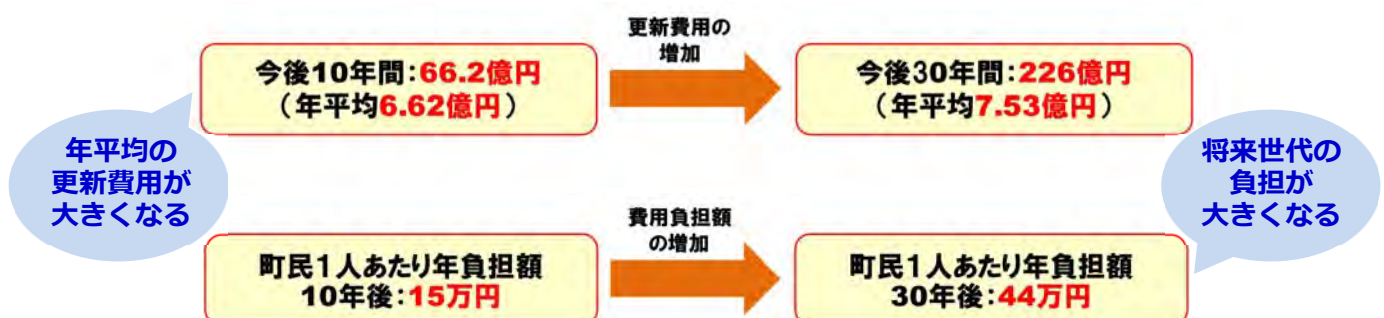 更新費用の
増加
今後10年間:66.2億円
(年平均6.62億円)
今後30年間:226億円
(年平均7.53億円)
年平均の
更新費用が
大きくなる
将来世代の
負担が
大きくなる
費用負担額
の増加
町民1人あたり年負担額
10年後:15万円
町民1人あたり年負担額
30年後:44万円